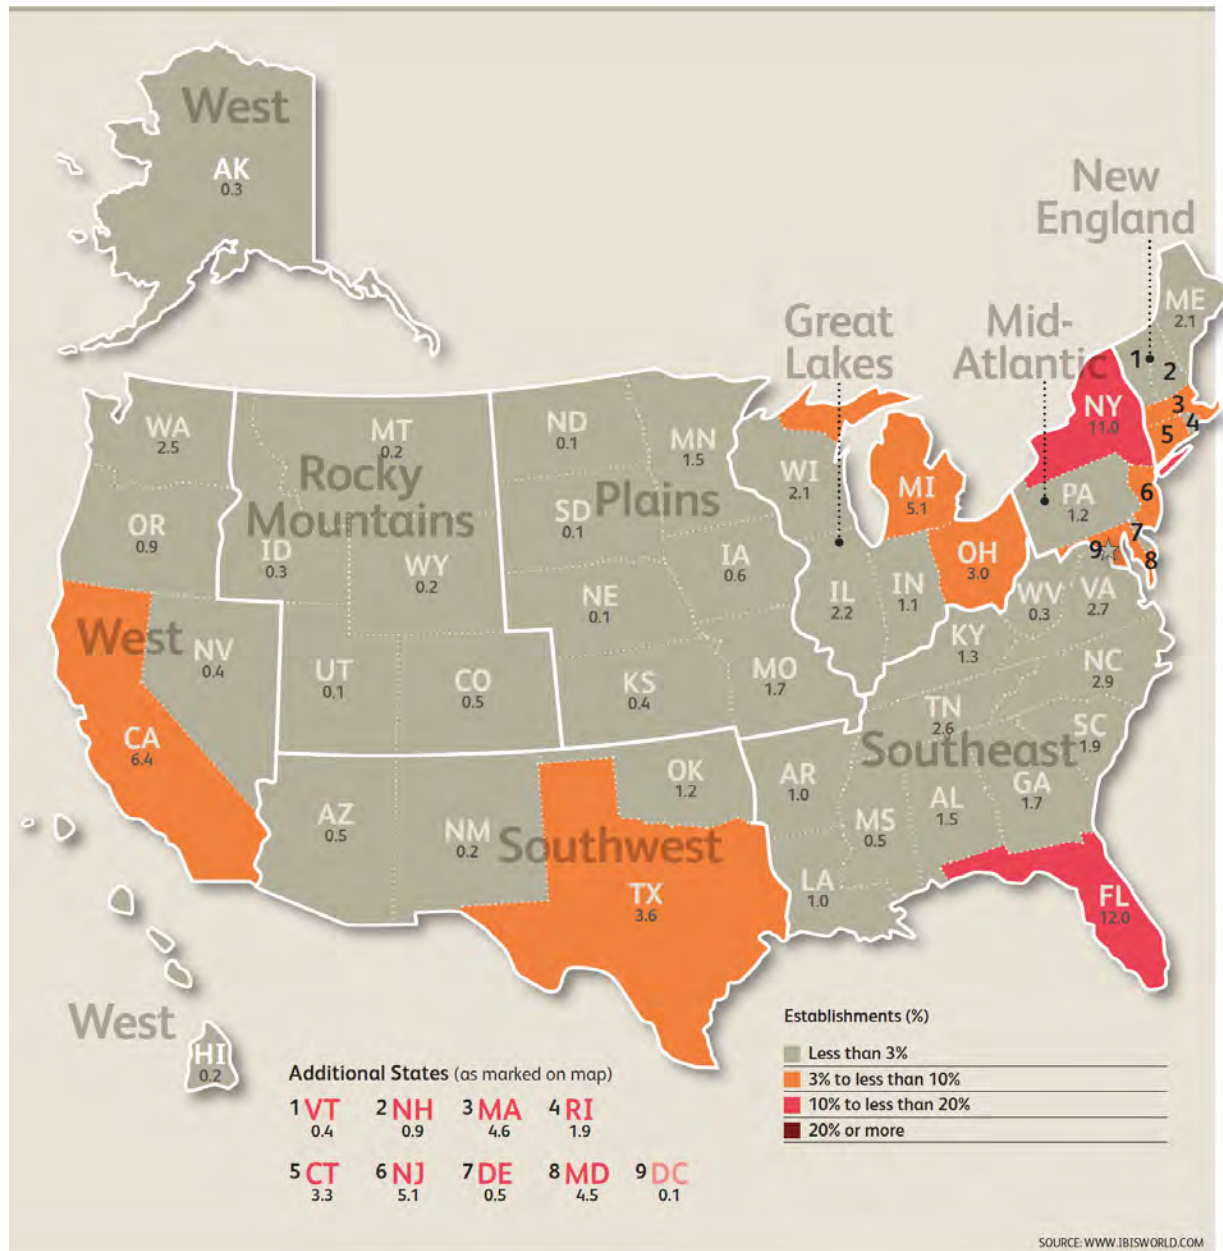 West
AK
0.3
New
England
Great
Lakes
Mid-
Atlantic
ME
2.1
1
2
3
4
5
6
7
8
9
NY
11.0
WA
2.5
MT
0.2
ND
0.1
MN
1.5
WI
2.1
MI
5.1
PA
1.2
Rocky
Mountains
Plains
OR
0.9
ID
0.3
WY
0.2
SD
0.1
IA
0.6
NE
0.1
IL
2.2
IN
1.1
OH
3.0
WV
0.3
VA
2.7
KY
1.3
West
NV
0.4
UT
0.1
CO
0.5
KS
0.4
MO
1.7
NC
2.9
TN
2.6
SC
1.9
CA
6.4
Southeast
AZ
0.5
NM
0.2
OK
1.2
AR
1.0
MS
0.5
AL
1.5
GA
1.7
Southwest
TX
3.6
LA
1.0
FL
12.0
West
HI
0.2
Additional States (as marked on map)
1 VT 2 NH 3 MA 4 RI
0.4 0.9 4.6 1.9
5 CT 6 NJ 7 DE 8 MD 9 DC
3.3 5.1 0.5 4.5 0.1
Establishments (%)
Less than 3%
3% to less than 10%
10% to less than 20%
20% or more
SOURCE: WWW.IBISWORLD.COM